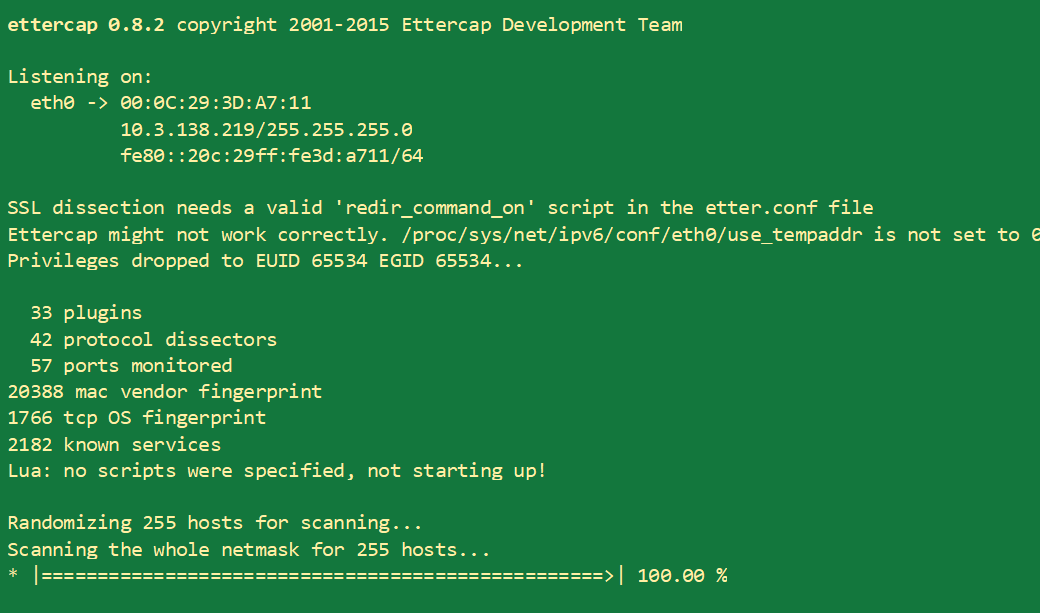 ettercap 0.8.2 copyright 2001-2015 Ettercap Development Team
Listening on:
eth0 -> 00:0C:29:3D:A7:11
10.3.138.219/255.255.255.0
fe80::20c:29ff:fe3d:a711/64
SSL dissection needs a valid 'redir_command_on' script in the etter.conf file
Ettercap might not work correctly. /proc/sys/net/ipv6/conf/eth0/use_tempaddr is not set to 0
Privileges dropped to EUID 65534 EGID 65534...
33 plugins
42 protocol dissectors
57 ports monitored
20388 mac vendor fingerprint
1766 tcp OS fingerprint
2182 known services
Lua: no scripts were specified, not starting up!
Randomizing 255 hosts for scanning...
Scanning the whole netmask for 255 hosts...
* |==================================================>| 100.00 %